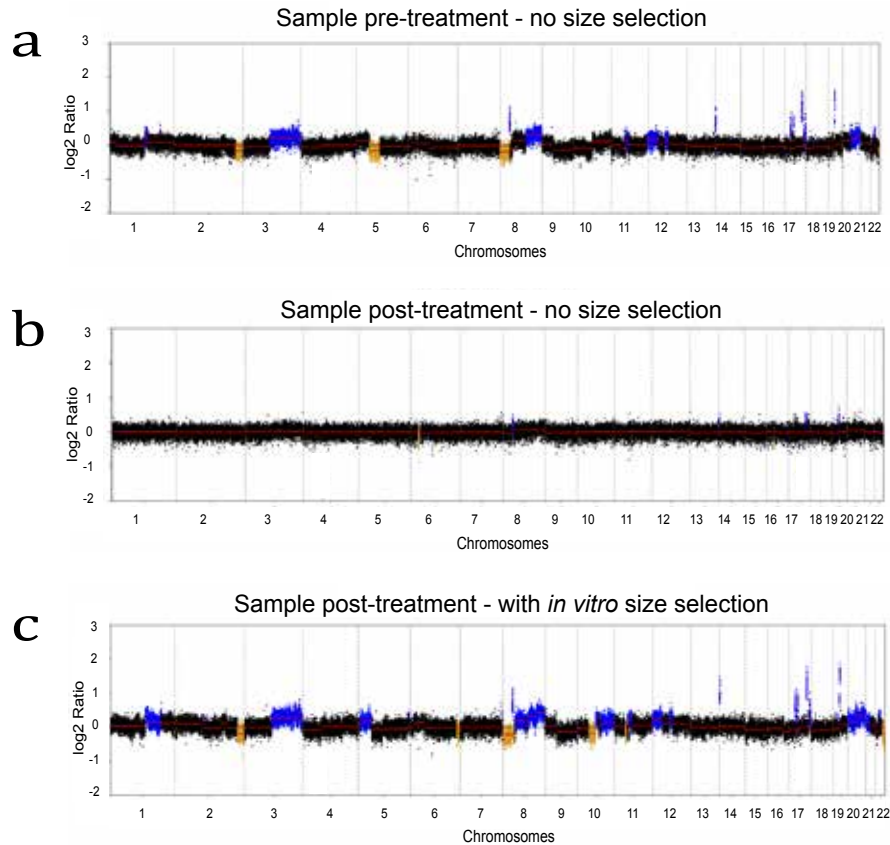 a
Sample pre-treatment - no size selection
3
2
1
0
-1
-2
log2 Ratio
1 2 3 4 5 6 7 8 9 10 11 12 13 14 15 16 17 18 19 20 21 22
Chromosomes
b
Sample post-treatment - no size selection
3
2
1
0
-1
-2
log2 Ratio
1 2 3 4 5 6 7 8 9 10 11 12 13 14 15 16 17 18 19 20 21 22
Chromosomes
c
Sample post-treatment - with in vitro size selection
3
2
1
0
-1
-2
log2 Ratio
1 2 3 4 5 6 7 8 9 10 11 12 13 14 15 16 17 18 19 20 21 22
Chromosomes